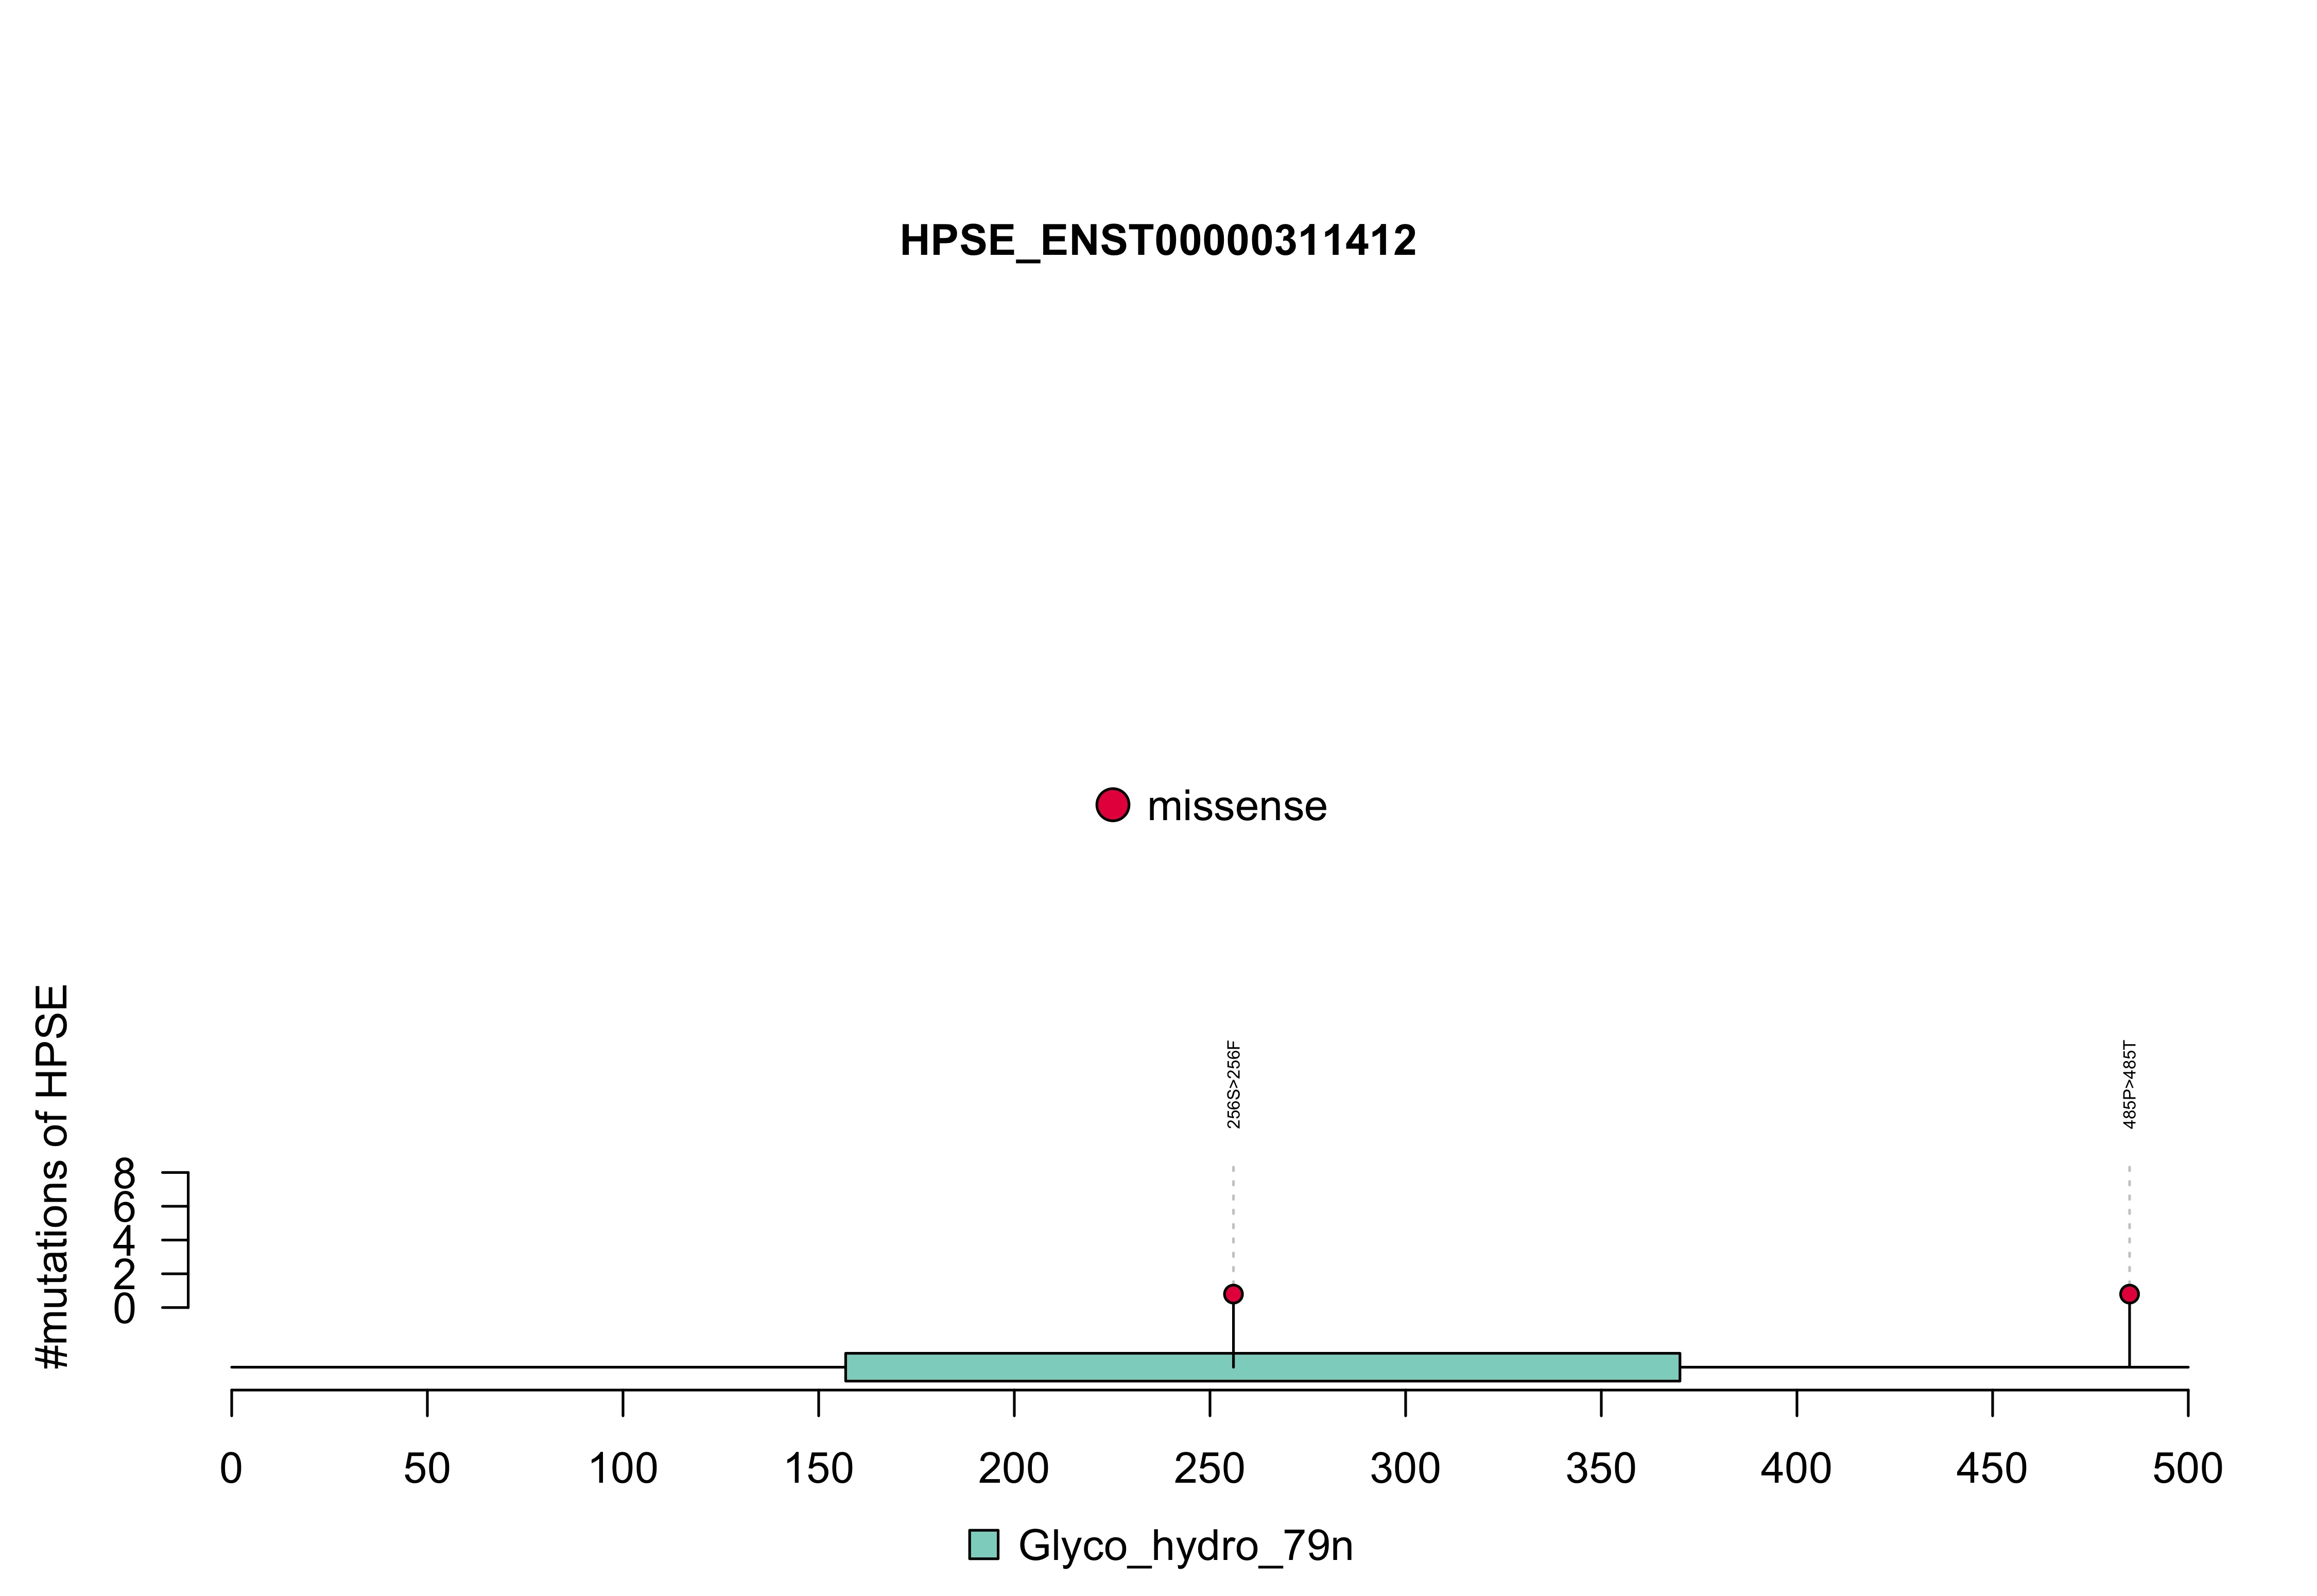 HPSE_ENST00000311412
missense
#mutations of HPSE
256S>256F
485P>485T
8
6
4
2
0
0 50 100 150 200 250 300 350 400 450 500
Glyco_hydro_79n